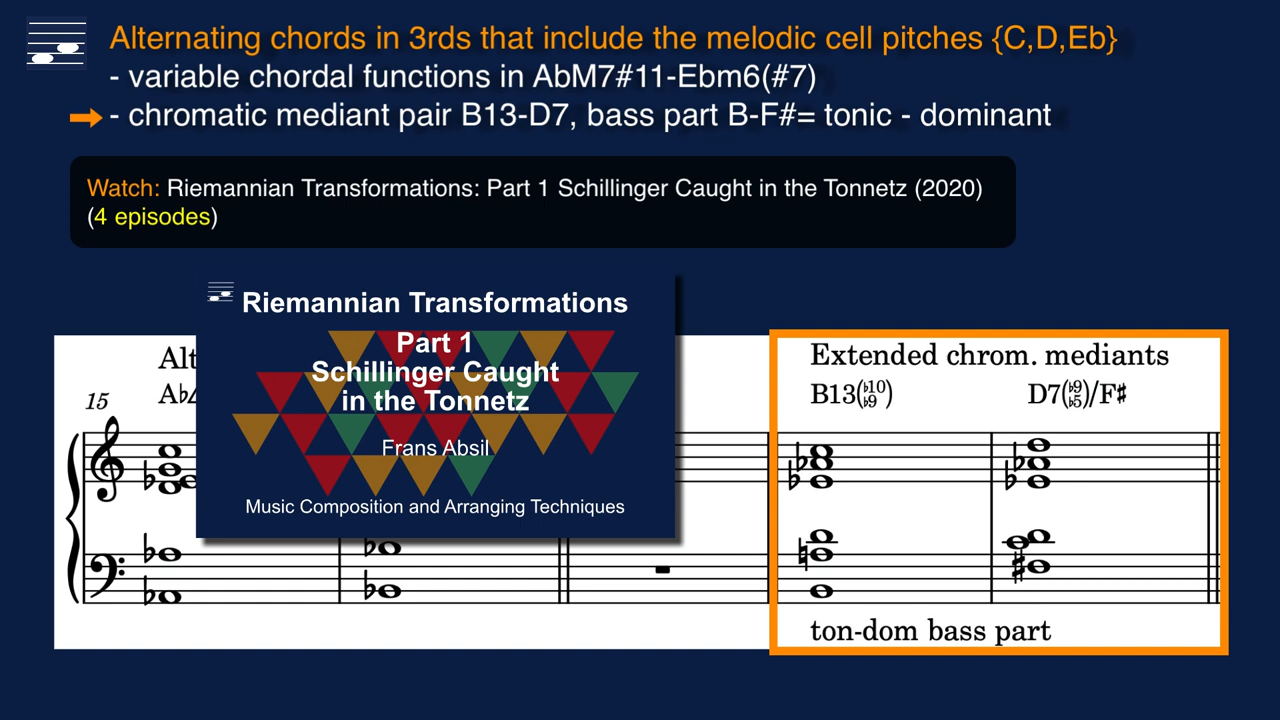 Alternating chords in 3rds that include the melodic cell pitches {C,D,Eb}
- variable chordal functions in AbM7#11-Ebm6(#7)
- chromatic mediant pair B13-D7, bass part B-F#= tonic - dominant
Watch: Riemannian Transformations: Part 1 Schillinger Caught in the Tonnetz (2020)
(4 episodes)
Riemannian Transformations
Part 1
Schillinger Caught
in the Tonnetz
Frans Absil
Music Composition and Arranging Techniques
Alt
15
Extended chrom. mediants
B13(♭10 ♭9)
D7(♭9 ♭5)/F♯
ton-dom bass part